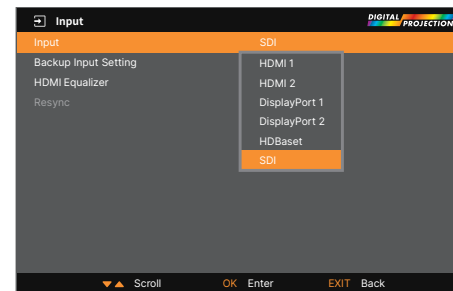 Input
DIGITAL PROJECTION
Input SDI
Backup Input Setting
HDMI 1
HDMI Equalizer
HDMI 2
Resync
DisplayPort 1
DisplayPort 2
HDBaset
SDI
Scroll OK Enter EXIT Back